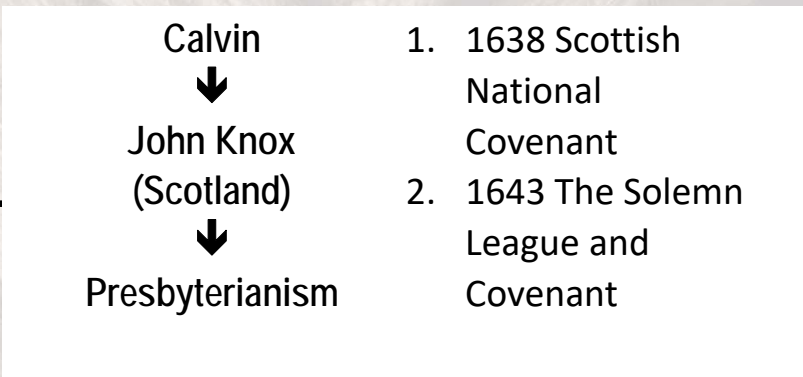 Calvin
🡻
John Knox
(Scotland)
🡻
Presbyterianism
1. 1638 Scottish
National
Covenant
2. 1643 The Solemn
League and
Covenant